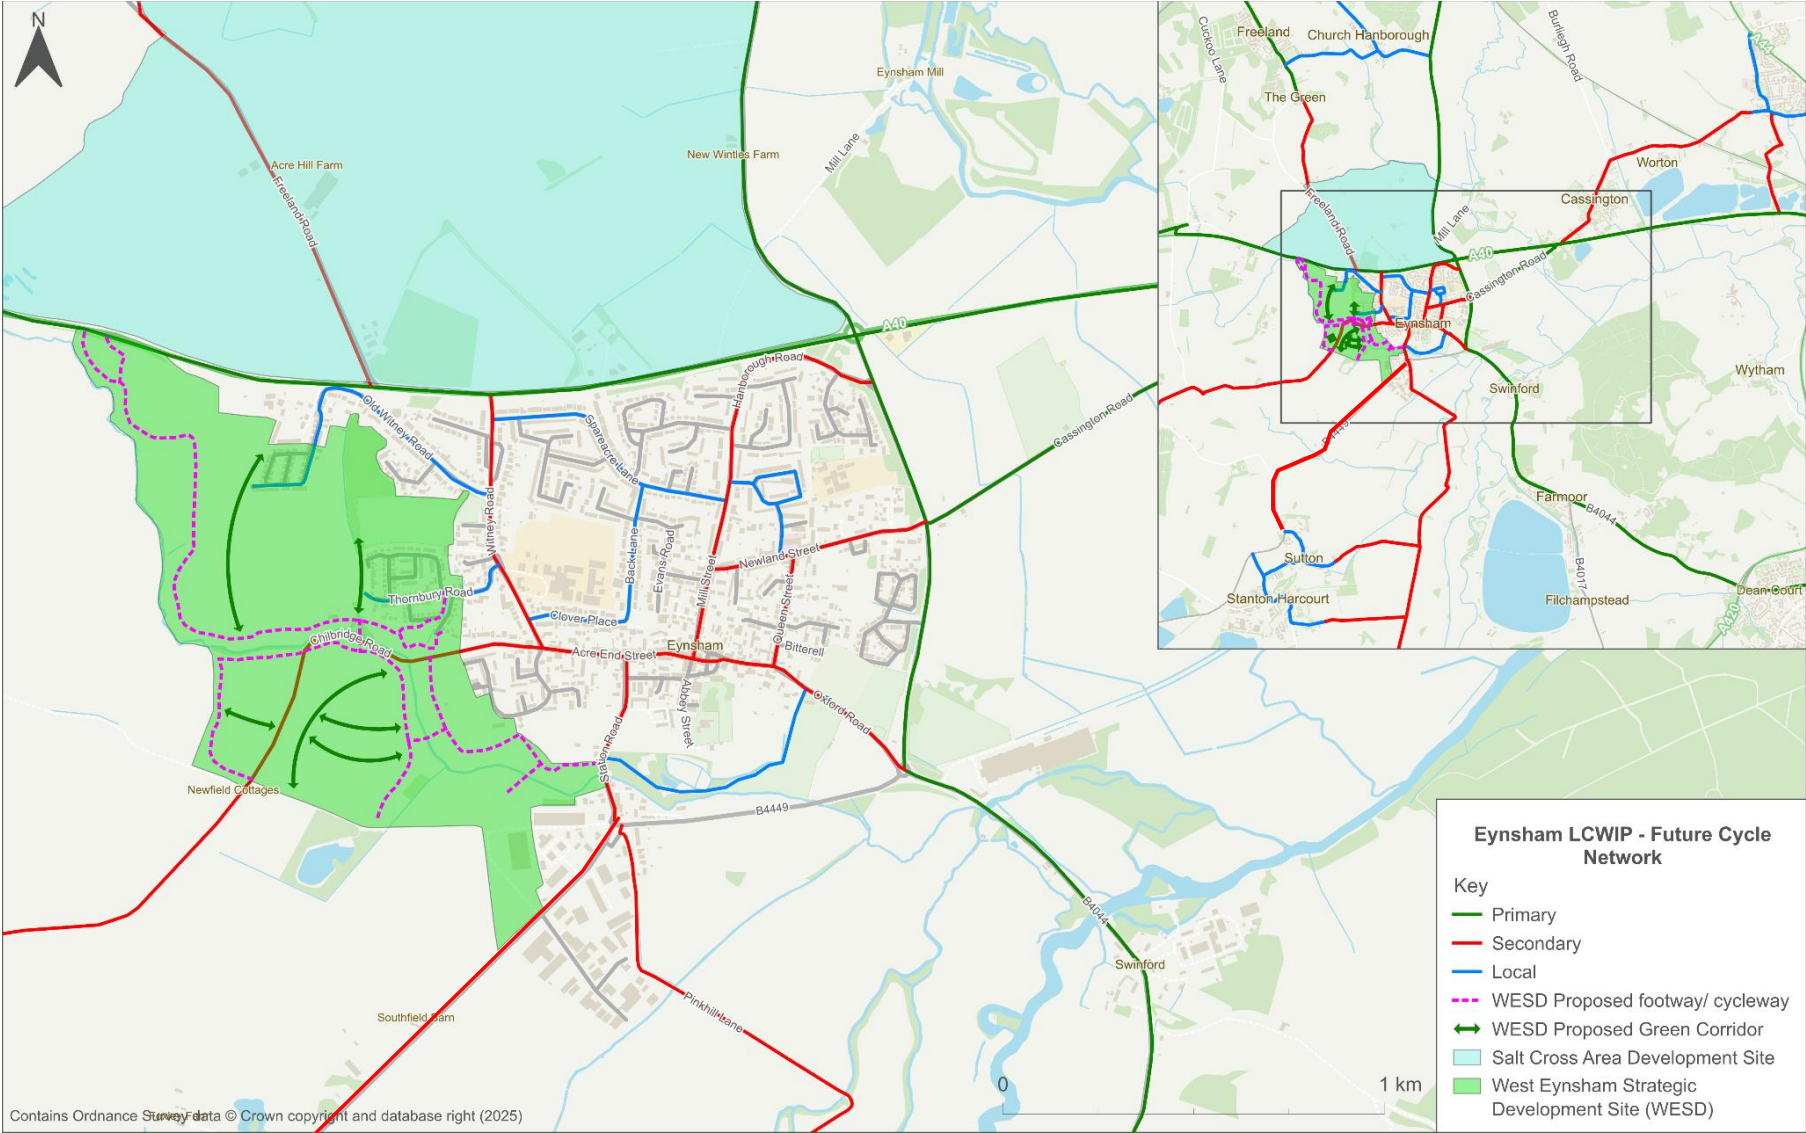 N
Eynsham Mill
Acre Hill Farm
New Wintles Farm
Mill Lane
Freeland Road
A40
Hanborough Road
Old Witney Road
Spareacre Lane
Cassington Road
Witney Road
Back Lane
Evans Road
Mill Street
Newland Street
Queen Street
Thornbury Road
Clover Place
Chilbridge Road
Acre End Street
Eynsham
Bitterell
Abbey Street
Oxford Road
Station Road
Newfield Cottages
B4449
B4044
Swinford
Southfield Barn
Pinkhill Lane
0
1 km
Contains Ordnance Survey data © Crown copyright and database right (2025)
Cuckoo Lane
Freeland
Church Hanborough
Burleigh Road
A44
The Green
Worton
Cassington
Freeland Road
Mill Lane
A40
Cassington Road
Eynsham
Wytham
Swinford
B4449
Farmoor
B4044
Sutton
Stanton Harcourt
B4017
Filchampstead
Dean Court
A420
Eynsham LCWIP - Future Cycle
Network
Key
Primary
Secondary
Local
WESD Proposed footway/ cycleway
WESD Proposed Green Corridor
Salt Cross Area Development Site
West Eynsham Strategic
Development Site (WESD)